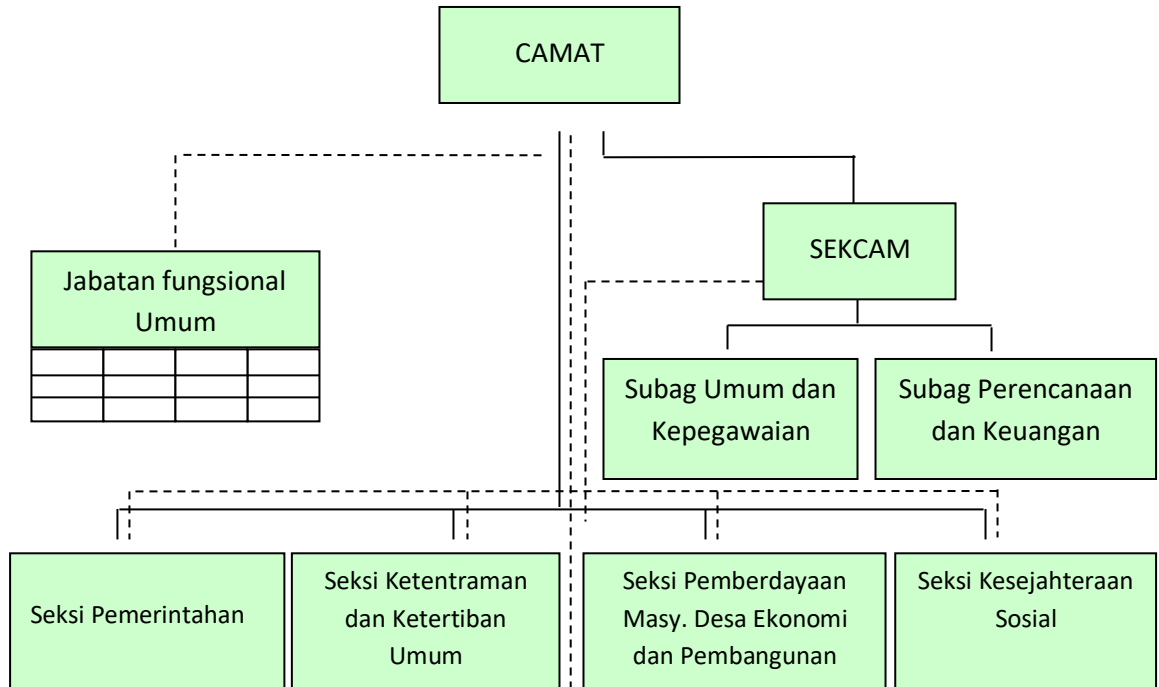 CAMAT
SEKCAM
Jabatan fungsional
Umum
Subag Umum dan
Kepegawaian
Subag Perencanaan
dan Keuangan
Seksi Pemerintahan
Seksi Ketentraman
dan Ketertiban
Umum
Seksi Pemberdayaan
Masy. Desa Ekonomi
dan Pembangunan
Seksi Kesejahteraan
Sosial